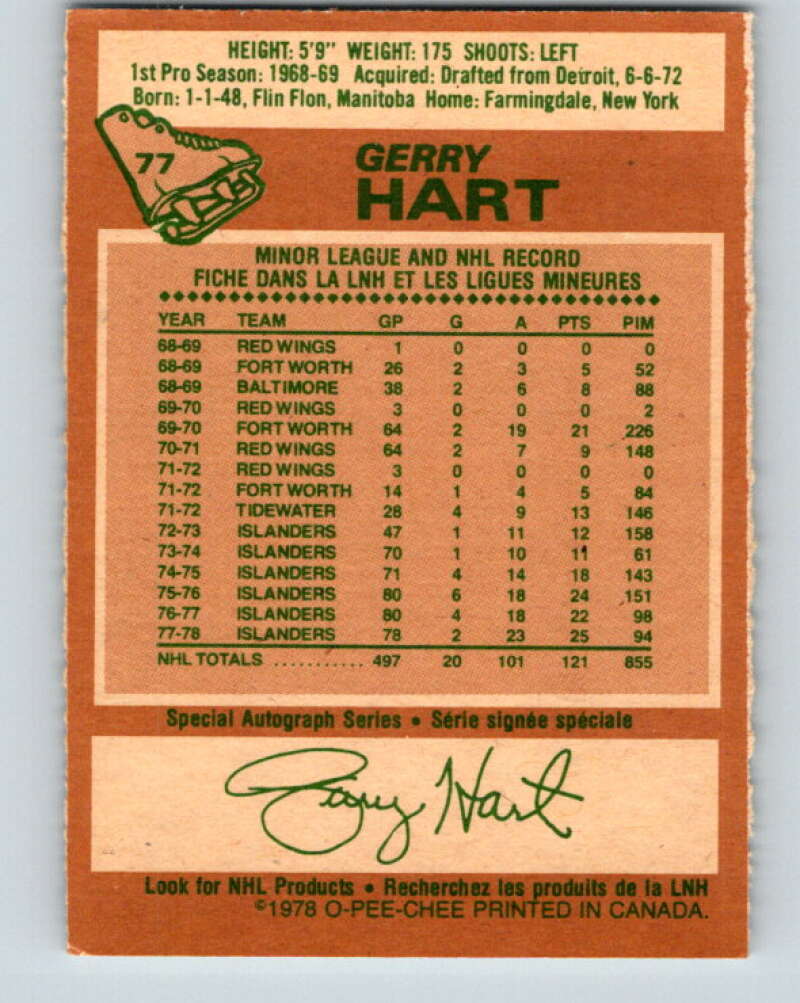 HEIGHT: 5'9" WEIGHT: 175 SHOOTS: LEFT
1st Pro Season: 1968-69 Acquired: Drafted from Detroit, 6-6-72
Born: 1-1-48, Flin Flon, Manitoba Home: Farmingdale, New York
77
GERRY
HART
MINOR LEAGUE AND NHL RECORD
FICHE DANS LA LNH ET LES LIGUES MINEURES
YEAR TEAM GP G A PTS PIM
68-69 RED WINGS 1 0 0 0 0
68-69 FORT WORTH 26 2 3 5 52
68-69 BALTIMORE 38 2 6 8 88
69-70 RED WINGS 3 0 0 0 2
69-70 FORT WORTH 64 2 19 21 226
70-71 RED WINGS 64 2 7 9 148
71-72 RED WINGS 3 0 0 0 0
71-72 FORT WORTH 14 1 4 5 84
71-72 TIDEWATER 28 4 9 13 146
72-73 ISLANDERS 47 1 11 12 158
73-74 ISLANDERS 70 1 10 11 61
74-75 ISLANDERS 71 4 14 18 143
75-76 ISLANDERS 80 6 18 24 151
76-77 ISLANDERS 80 4 18 22 98
77-78 ISLANDERS 78 2 23 25 94
NHL TOTALS ........... 497 20 101 121 855
Special Autograph Series • Série signée spéciale
Gerry Hart
Look for NHL Products • Recherchez les produits de la LNH
©1978 O-PEE-CHEE PRINTED IN CANADA.